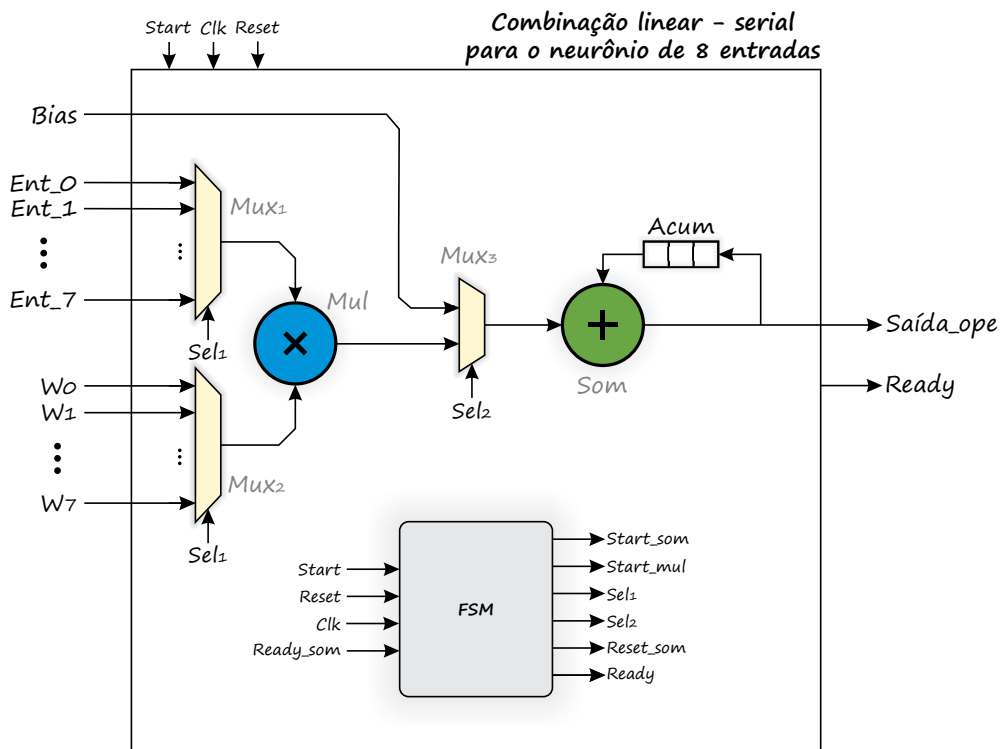 Combinação linear - serial
para o neurônio de 8 entradas
Start Clk Reset
Bias
Ent_0
Ent_1
Ent_7
Mux1
Sel1
Mul
W0
W1
W7
Mux2
Sel1
Mux3
Sel2
Acum
+
×
Som
Saída_ope
Ready
FSM
Start
Reset
Clk
Ready_som
Start_som
Start_mul
Sel1
Sel2
Reset_som
Ready